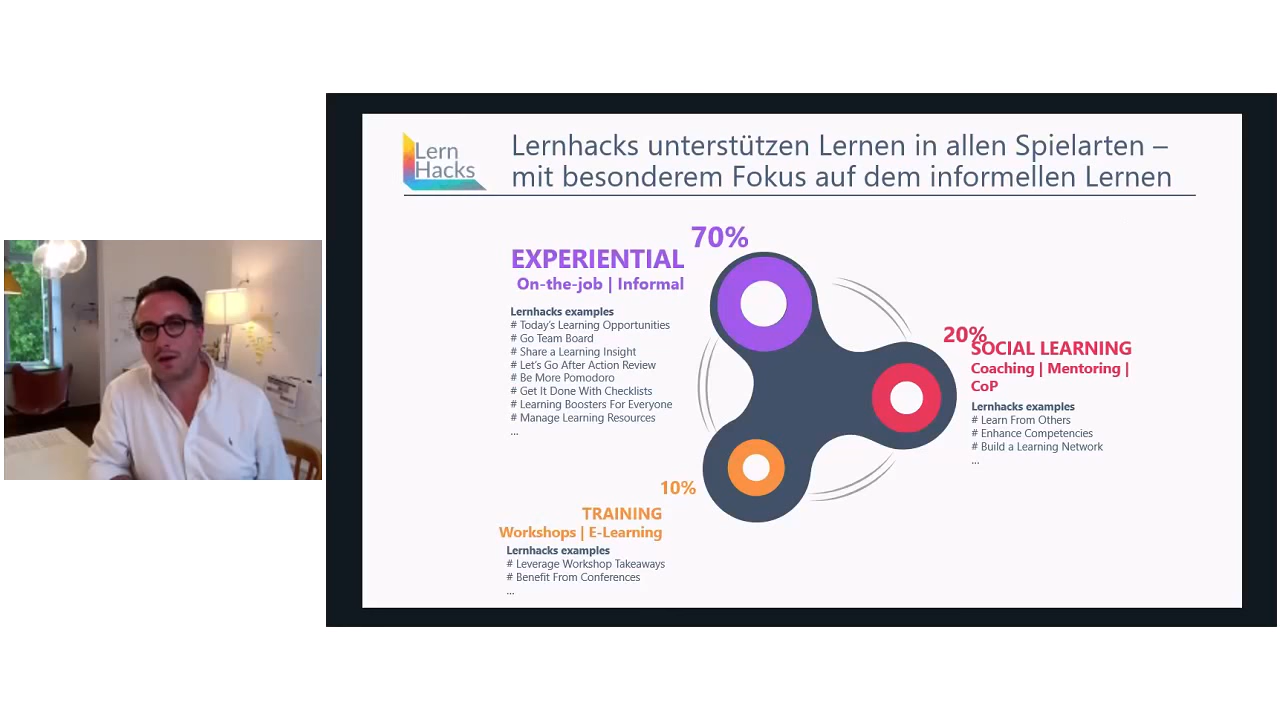 Lern
Hacks
Lernhacks unterstützen Lernen in allen Spielarten –
mit besonderem Fokus auf dem informellen Lernen
70%
EXPERIENTIAL
On-the-job | Informal
Lernhacks examples
# Today's Learning Opportunities
# Go Team Board
# Share a Learning Insight
# Let's Go After Action Review
# Be More Pomodoro
# Get It Done With Checklists
# Learning Boosters For Everyone
# Manage Learning Resources
...
20%
SOCIAL LEARNING
Coaching | Mentoring |
CoP
Lernhacks examples
# Learn From Others
# Enhance Competencies
# Build a Learning Network
...
10%
TRAINING
Workshops | E-Learning
Lernhacks examples
# Leverage Workshop Takeaways
# Benefit From Conferences
...